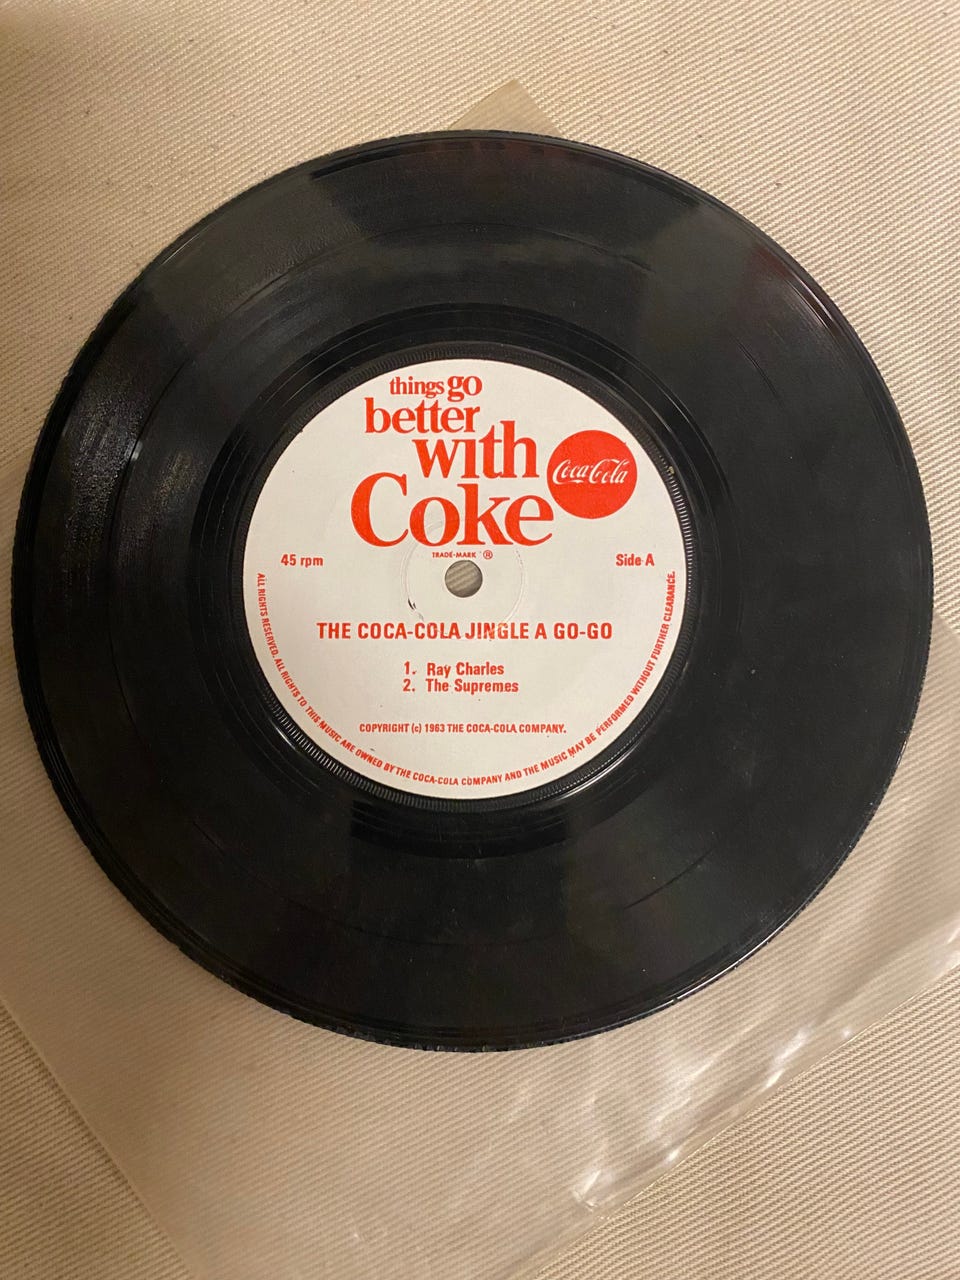 things go
better
with
Coke
Coca-Cola
TRADE-MARK ®
45 rpm
Side A
THE COCA-COLA JINGLE A GO-GO
1. Ray Charles
2. The Supremes
COPYRIGHT (c) 1963 THE COCA-COLA COMPANY.
ALL RIGHTS RESERVED. ALL RIGHTS TO THIS MUSIC ARE OWNED BY THE COCA-COLA COMPANY AND THE MUSIC MAY BE PERFORMED WITHOUT FURTHER CLEARANCE.